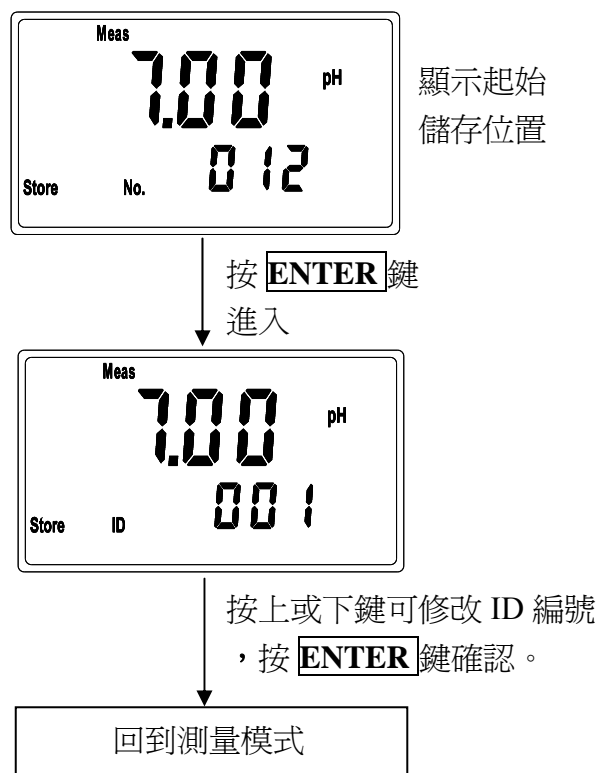 Meas
7.00 pH
Store No. 012
顯示起始
儲存位置
按 ENTER 鍵
進入
Meas
7.00 pH
Store ID 001
按上或下鍵可修改 ID 編號
，按 ENTER 鍵確認。
回到測量模式